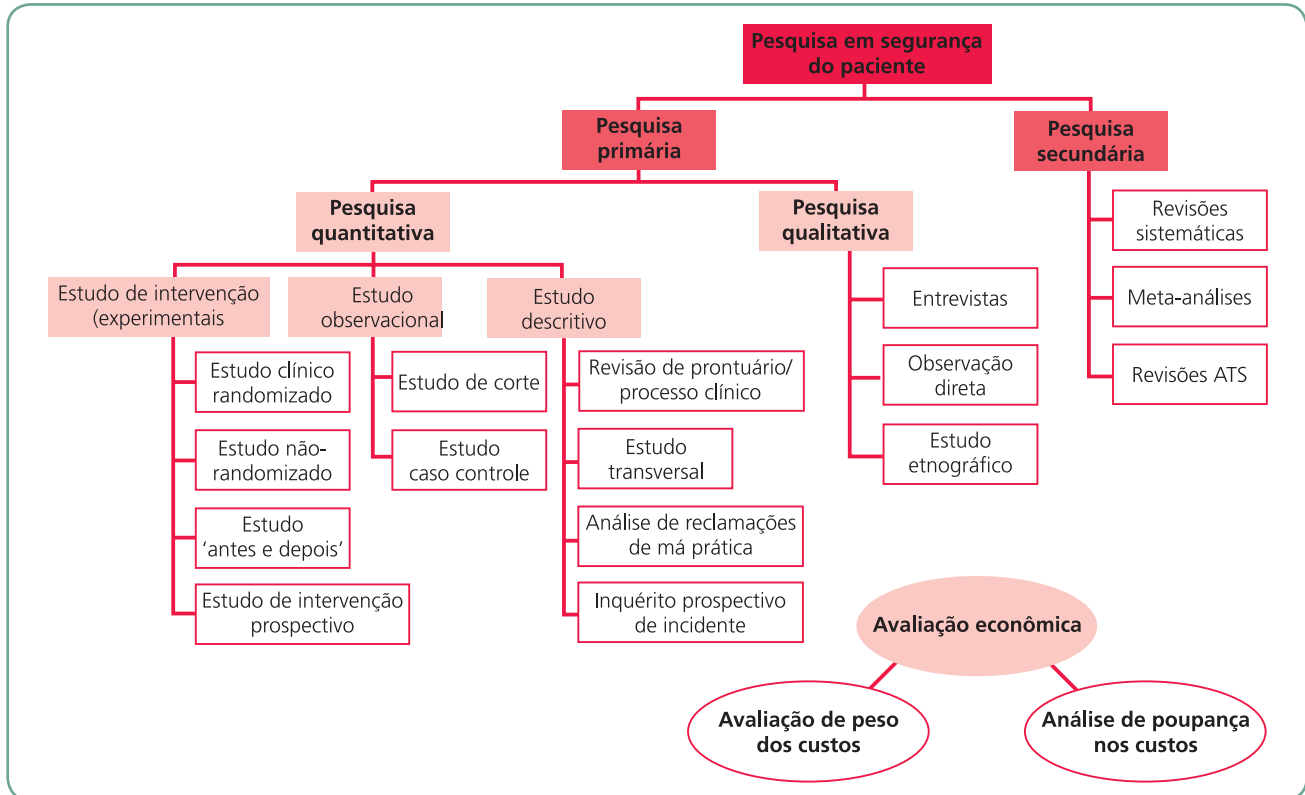 Pesquisa em segurança
do paciente
Pesquisa
primária
Pesquisa
secundária
Pesquisa
quantitativa
Pesquisa
qualitativa
Revisões
sistemáticas
Meta-análises
Revisões ATS
Estudo de intervenção
(experimentais
Estudo
observacional
Estudo
descritivo
Entrevistas
Observação
direta
Estudo
etnográfico
Estudo clínico
randomizado
Estudo não-
randomizado
Estudo
‘antes e depois’
Estudo de intervenção
prospectivo
Estudo de corte
Estudo
caso controle
Revisão de prontuário/
processo clínico
Estudo
transversal
Análise de reclamações
de má prática
Inquérito prospectivo
de incidente
Avaliação econômica
Avaliação de peso
dos custos
Análise de poupança
nos custos